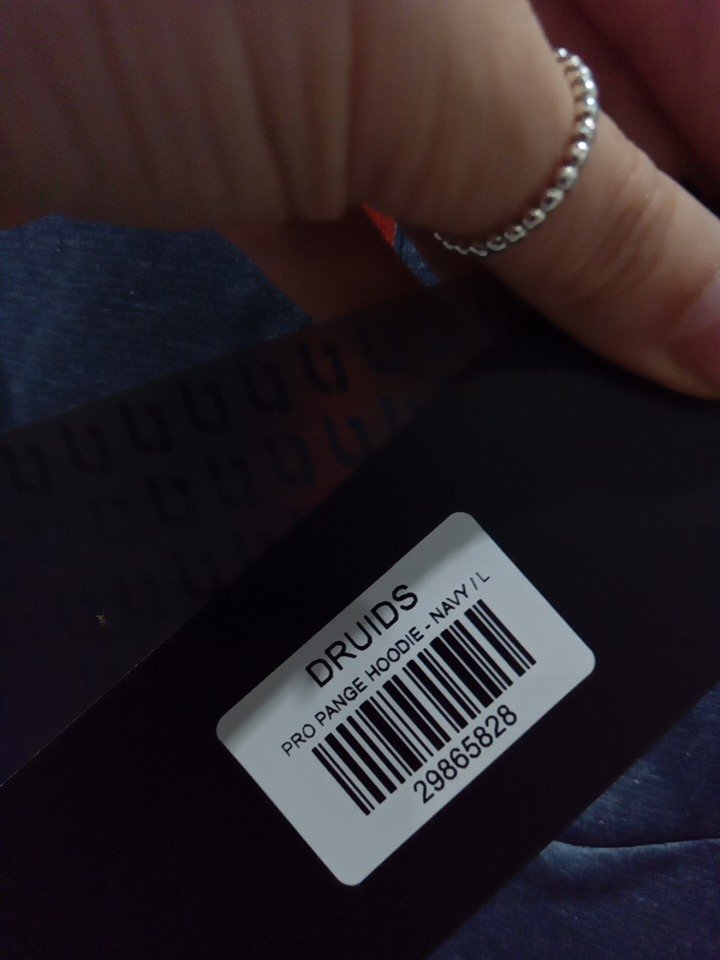 DRUIDS
PRO PANGE HOODIE - NAVY / L
29865828